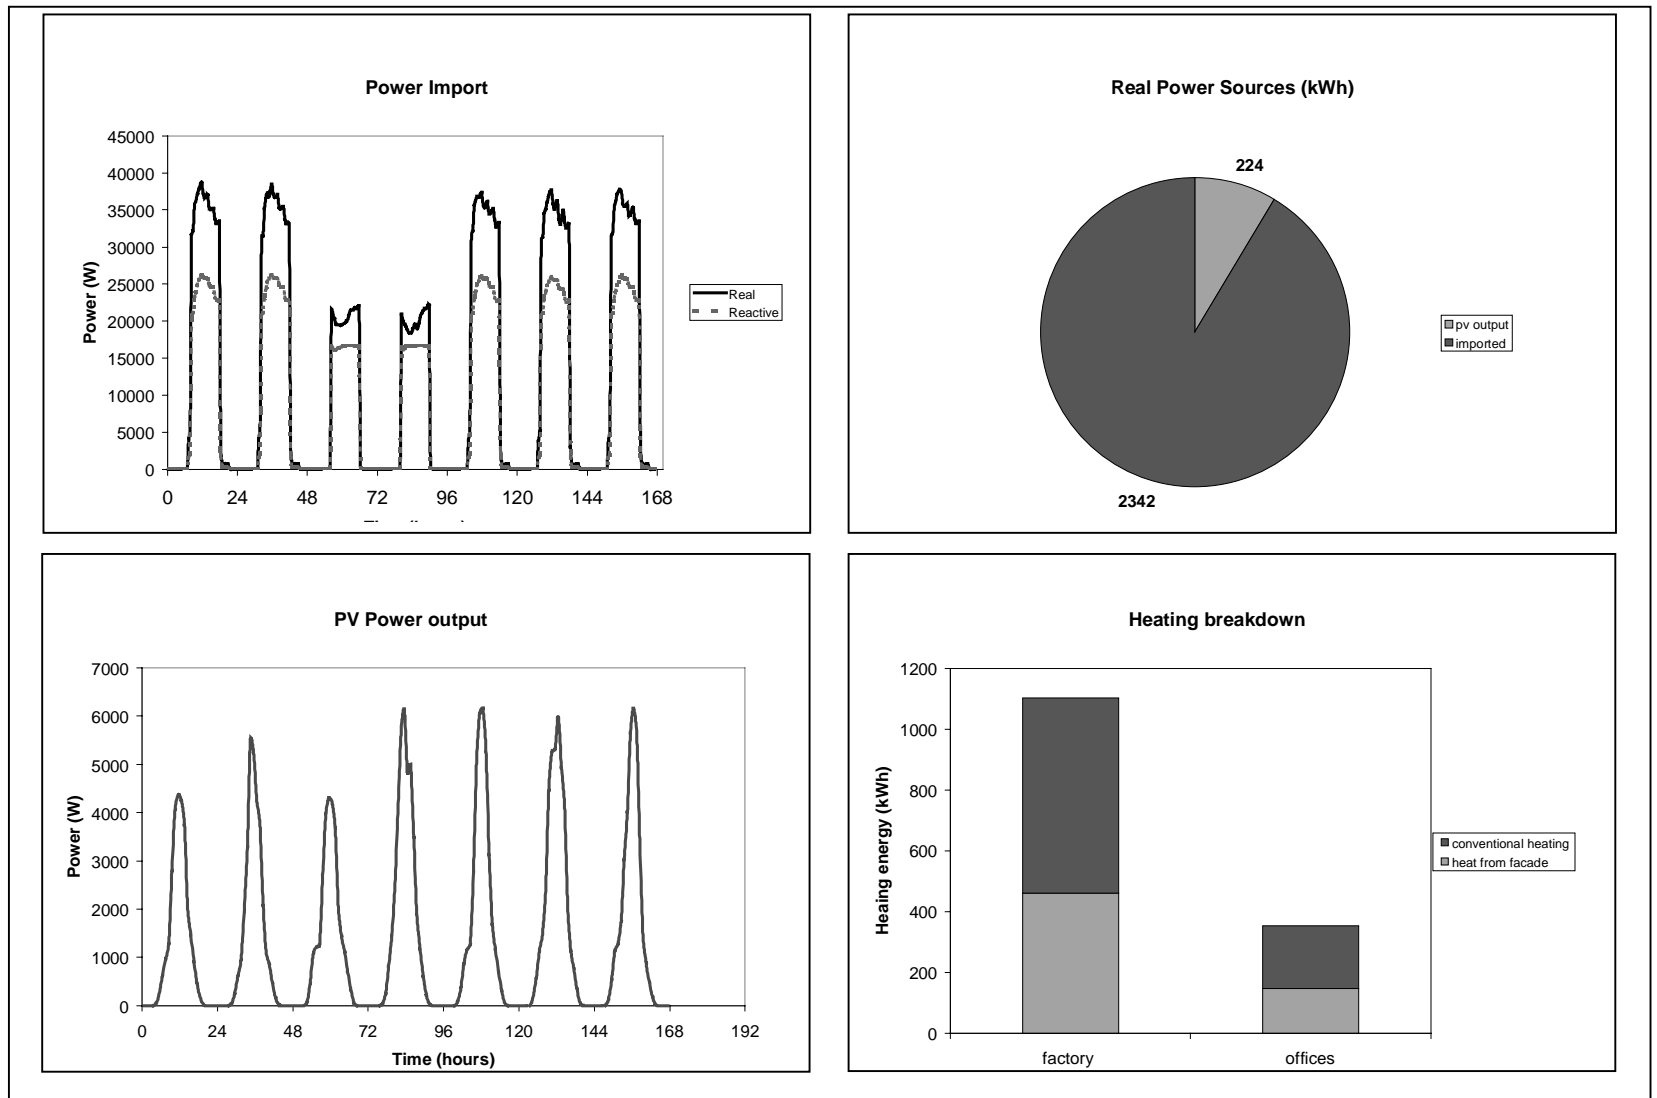 Power Import
45000
40000
35000
30000
25000
20000
15000
10000
5000
0
0 24 48 72 96 120 144 168
Power (W)
Real
Reactive
Real Power Sources (kWh)
224
2342
pv output
imported
PV Power output
7000
6000
5000
4000
3000
2000
1000
0
0 24 48 72 96 120 144 168 192
Power (W)
Time (hours)
Heating breakdown
1200
1000
800
600
400
200
0
factory offices
Heaing energy (kWh)
conventional heating
heat from facade